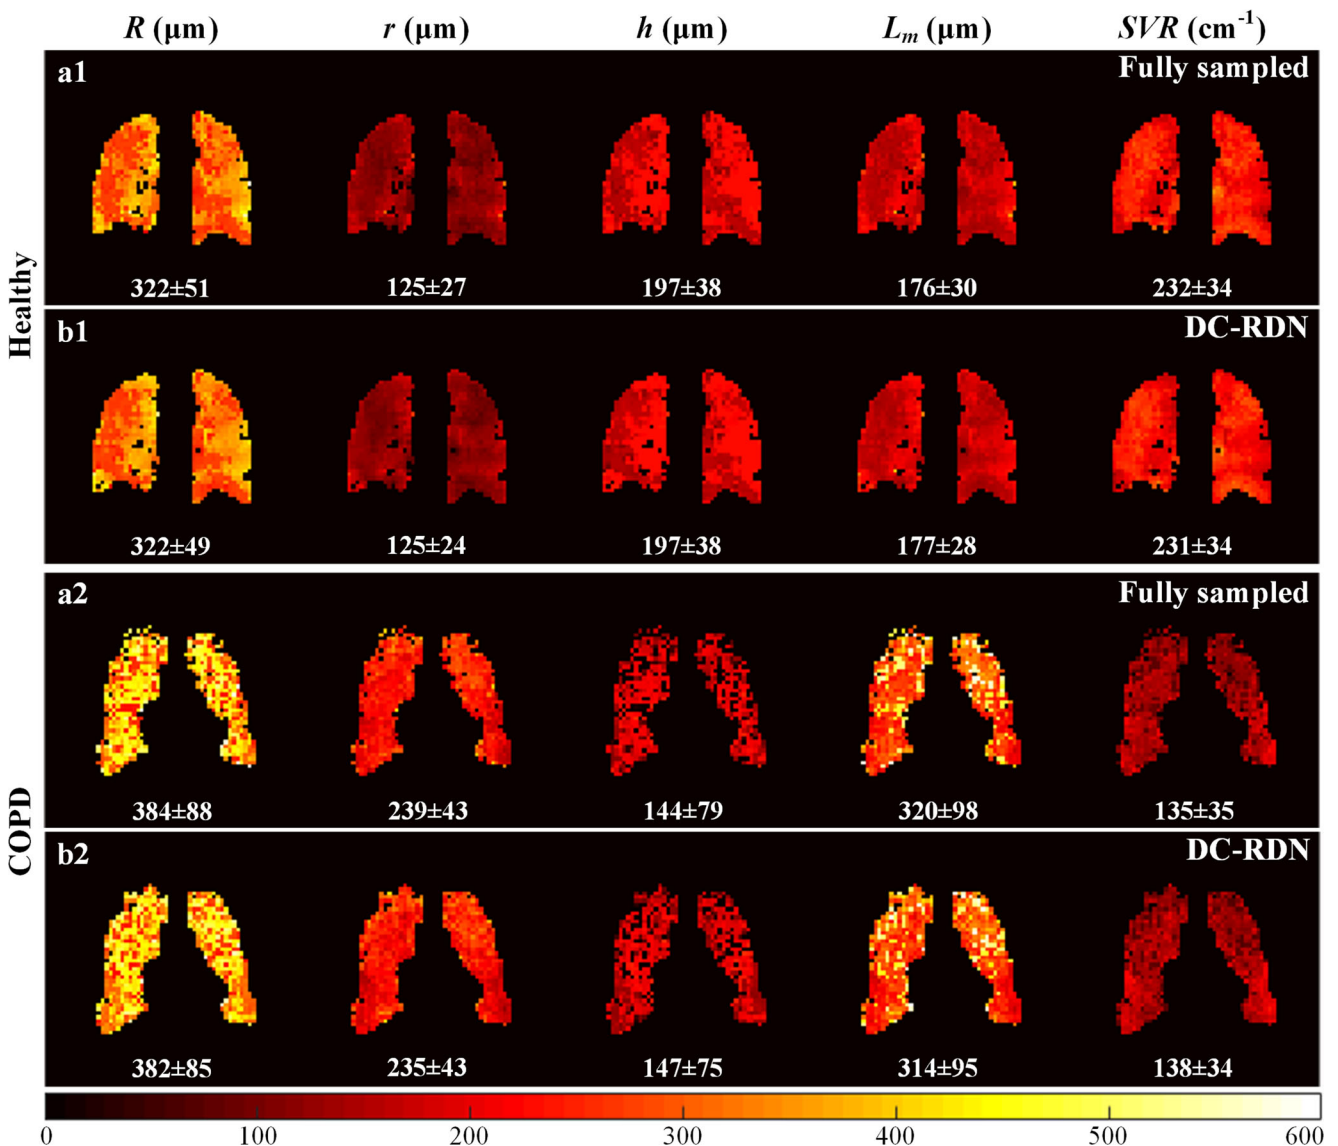 R (μm) r (μm) h (μm) Lm (μm) SVR (cm-1)
Healthy
a1 Fully sampled
322±51 125±27 197±38 176±30 232±34
b1 DC-RDN
322±49 125±24 197±38 177±28 231±34
COPD
a2 Fully sampled
384±88 239±43 144±79 320±98 135±35
b2 DC-RDN
382±85 235±43 147±75 314±95 138±34
0 100 200 300 400 500 600